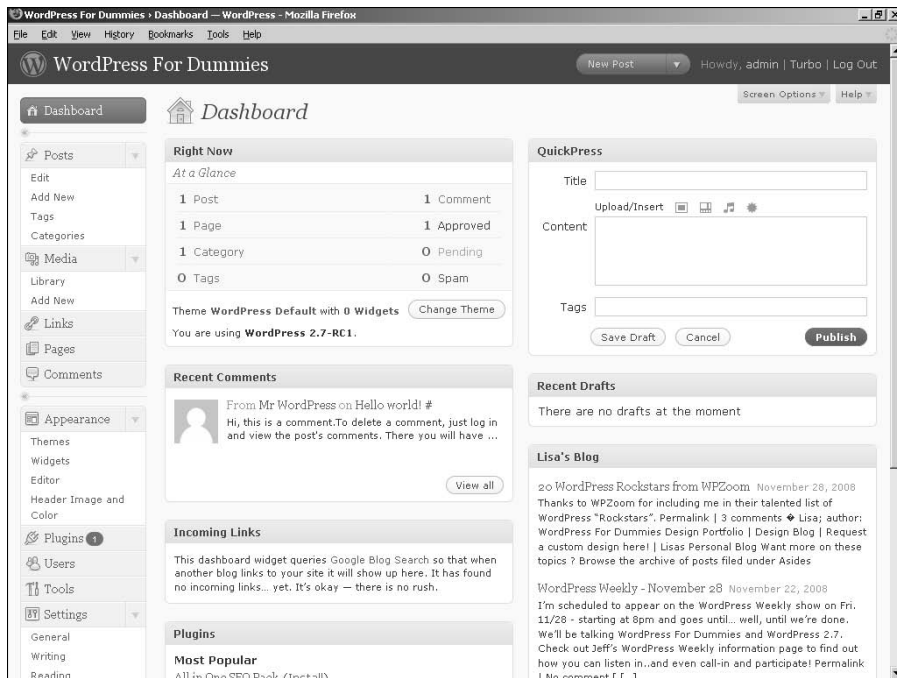 WordPress For Dummies › Dashboard — WordPress - Mozilla Firefox
File Edit View History Bookmarks Tools Help
WordPress For Dummies
New Post
Howdy, admin | Turbo | Log Out
Screen Options
Help
Dashboard
Posts
Edit
Add New
Tags
Categories
Media
Library
Add New
Links
Pages
Comments
Appearance
Themes
Widgets
Editor
Header Image and
Color
Plugins 1
Users
Tools
Settings
General
Writing
Reading
Dashboard
Right Now
At a Glance
1 Post 1 Comment
1 Page 1 Approved
1 Category 0 Pending
0 Tags 0 Spam
Theme WordPress Default with 0 Widgets Change Theme
You are using WordPress 2.7-RC1.
Recent Comments
From Mr WordPress on Hello world! #
Hi, this is a comment.To delete a comment, just log in
and view the post's comments. There you will have ...
View all
Incoming Links
This dashboard widget queries Google Blog Search so that when
another blog links to your site it will show up here. It has found
no incoming links... yet. It's okay — there is no rush.
Plugins
Most Popular
All in One SEO Pack (Install)
QuickPress
Title
Upload/Insert
Content
Tags
Save Draft Cancel Publish
Recent Drafts
There are no drafts at the moment
Lisa's Blog
20 WordPress Rockstars from WPZoom November 28, 2008
Thanks to WPZoom for including me in their talented list of
WordPress “Rockstars”. Permalink | 3 comments � Lisa; author:
WordPress For Dummies Design Portfolio | Design Blog | Request
a custom design here! | Lisas Personal Blog Want more on these
topics ? Browse the archive of posts filed under Asides
WordPress Weekly - November 28 November 22, 2008
I'm scheduled to appear on the WordPress Weekly show on Fri.
11/28 - starting at 8pm and goes until... well, until we're done.
We'll be talking WordPress For Dummies and WordPress 2.7.
Check out Jeff's WordPress Weekly information page to find out
how you can listen in..and even call-in and participate! Permalink
| No comment [ [...]